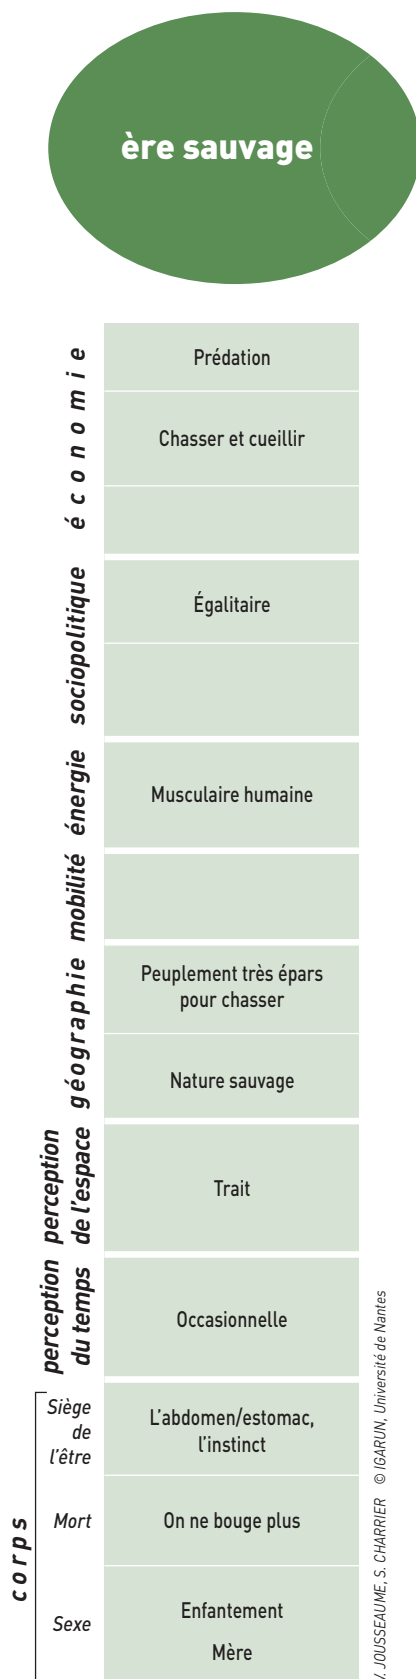 ère sauvage
économie
Prédation
Chasser et cueillir
sociopolitique
Égalitaire
énergie
Musculaire humaine
mobilité
géographie
Peuplement très épars
pour chasser
Nature sauvage
perception
de l'espace
Trait
perception
du temps
Occasionnelle
corps
Siège
de
l'être
L'abdomen/estomac,
l'instinct
Mort
On ne bouge plus
Sexe
Enfantement
Mère
V. JOUSSEAUME, S. CHARRIER © IGARUN, Université de Nantes